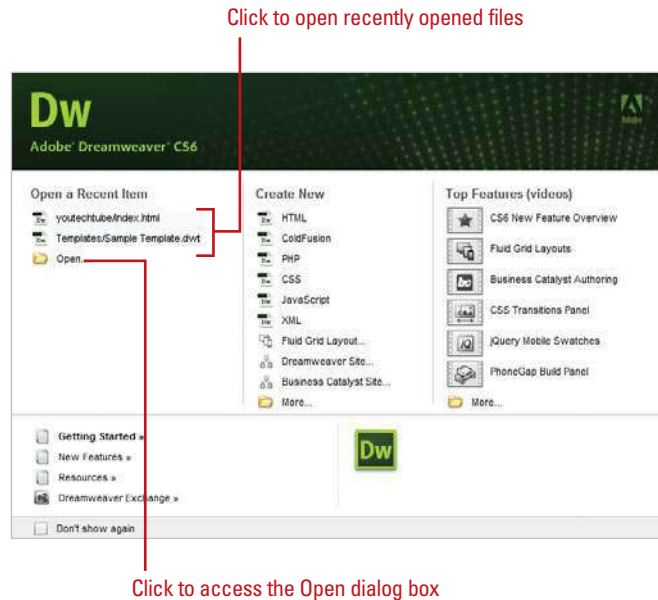 Click to open recently opened files
Dw
Adobe® Dreamweaver® CS6
Adobe
Open a Recent Item
youtechtube/index.html
Templates/Sample Template.dwt
Open...
Create New
HTML
ColdFusion
PHP
CSS
JavaScript
XML
Fluid Grid Layout...
Dreamweaver Site...
Business Catalyst Site...
More...
Top Features (videos)
CS6 New Feature Overview
Fluid Grid Layouts
Business Catalyst Authoring
CSS Transitions Panel
jQuery Mobile Swatches
PhoneGap Build Panel
More...
Getting Started »
New Features »
Resources »
Dreamweaver Exchange »
Dw
Don't show again
Click to access the Open dialog box